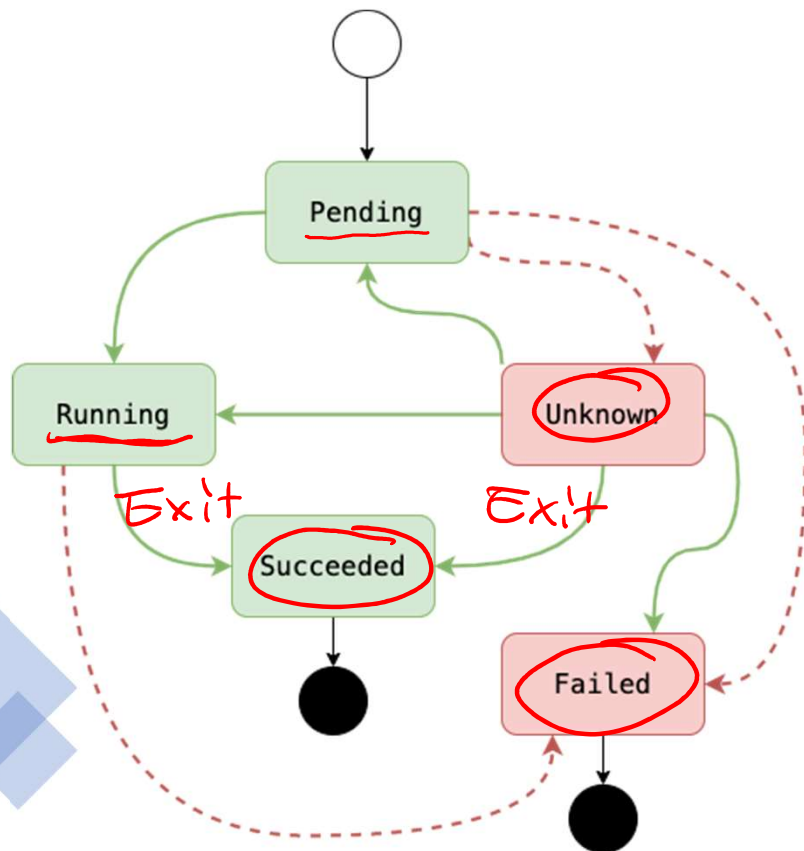 Pending
Running
Unknown
Exit
Exit
Succeeded
Failed